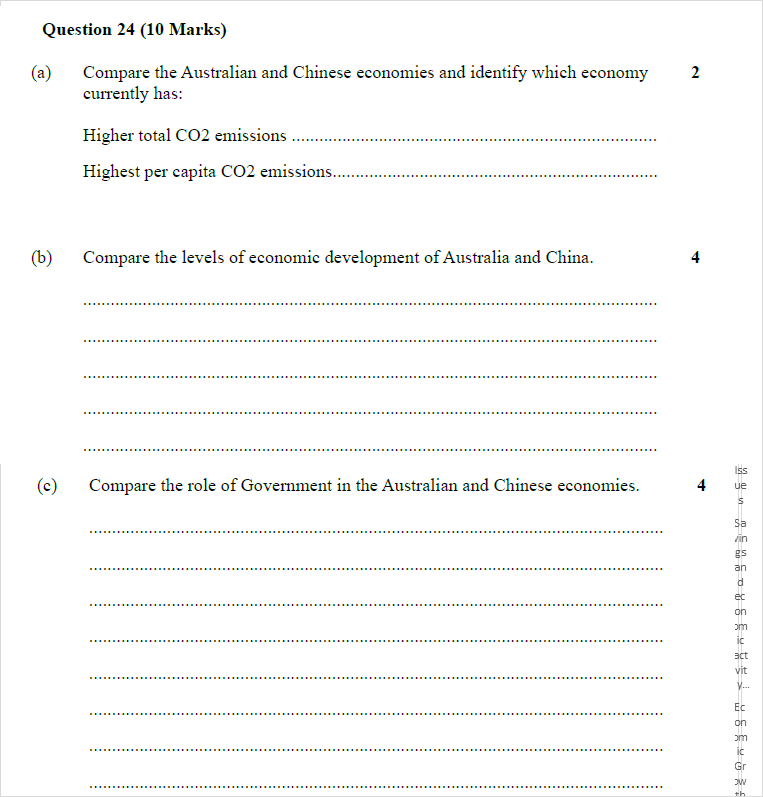 Question 24 (10 Marks)
(a) Compare the Australian and Chinese economies and identify which economy 2
currently has:
Higher total CO2 emissions ................................................................................
Highest per capita CO2 emissions.......................................................................
(b) Compare the levels of economic development of Australia and China. 4
.............................................................................................................................
.............................................................................................................................
.............................................................................................................................
.............................................................................................................................
.............................................................................................................................
(c) Compare the role of Government in the Australian and Chinese economies. 4
.............................................................................................................................
.............................................................................................................................
.............................................................................................................................
.............................................................................................................................
.............................................................................................................................
.............................................................................................................................
.............................................................................................................................
.............................................................................................................................
Iss
ue
s
Sa
vin
gs
an
d
ec
on
om
ic
act
vit
y...
Ec
on
om
ic
Gr
ow
th